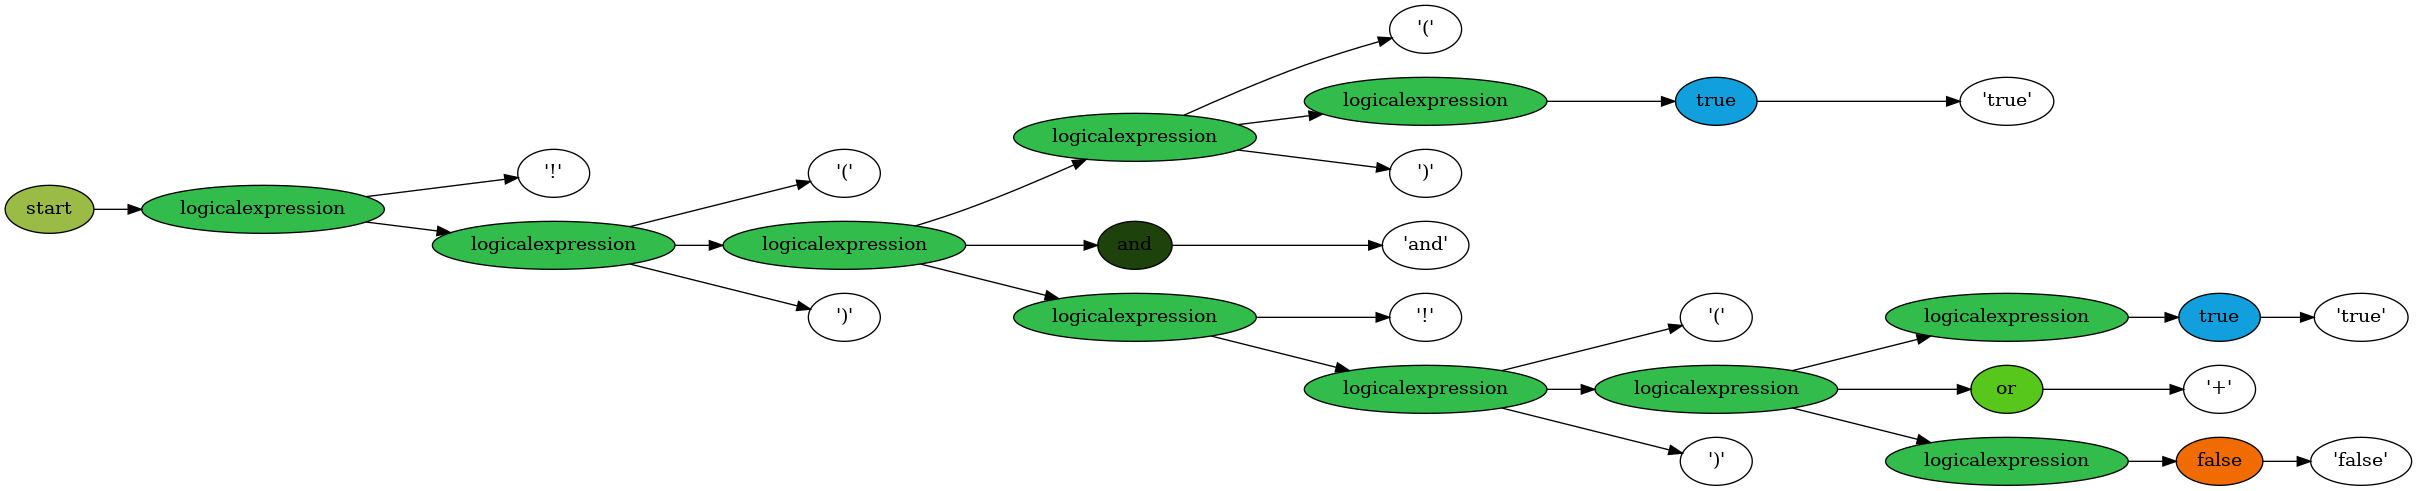 '('
logicalexpression
true
'true'
logicalexpression
'!'
'('
')'
start
logicalexpression
logicalexpression
logicalexpression
and
'and'
')'
logicalexpression
'!'
'('
logicalexpression
true
'true'
logicalexpression
logicalexpression
or
'+'
')'
logicalexpression
false
'false'